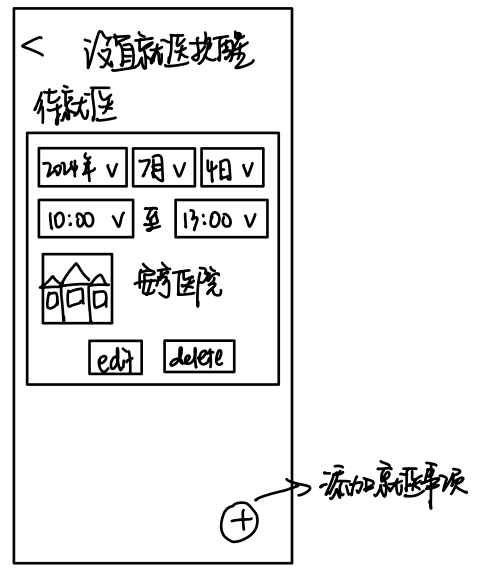 < 设置就医提醒
待就医
2024年 ∨ 7月 ∨ 4日 ∨
10:00 ∨ 至 13:00 ∨
安亭医院
edit delete
添加就医事项
+